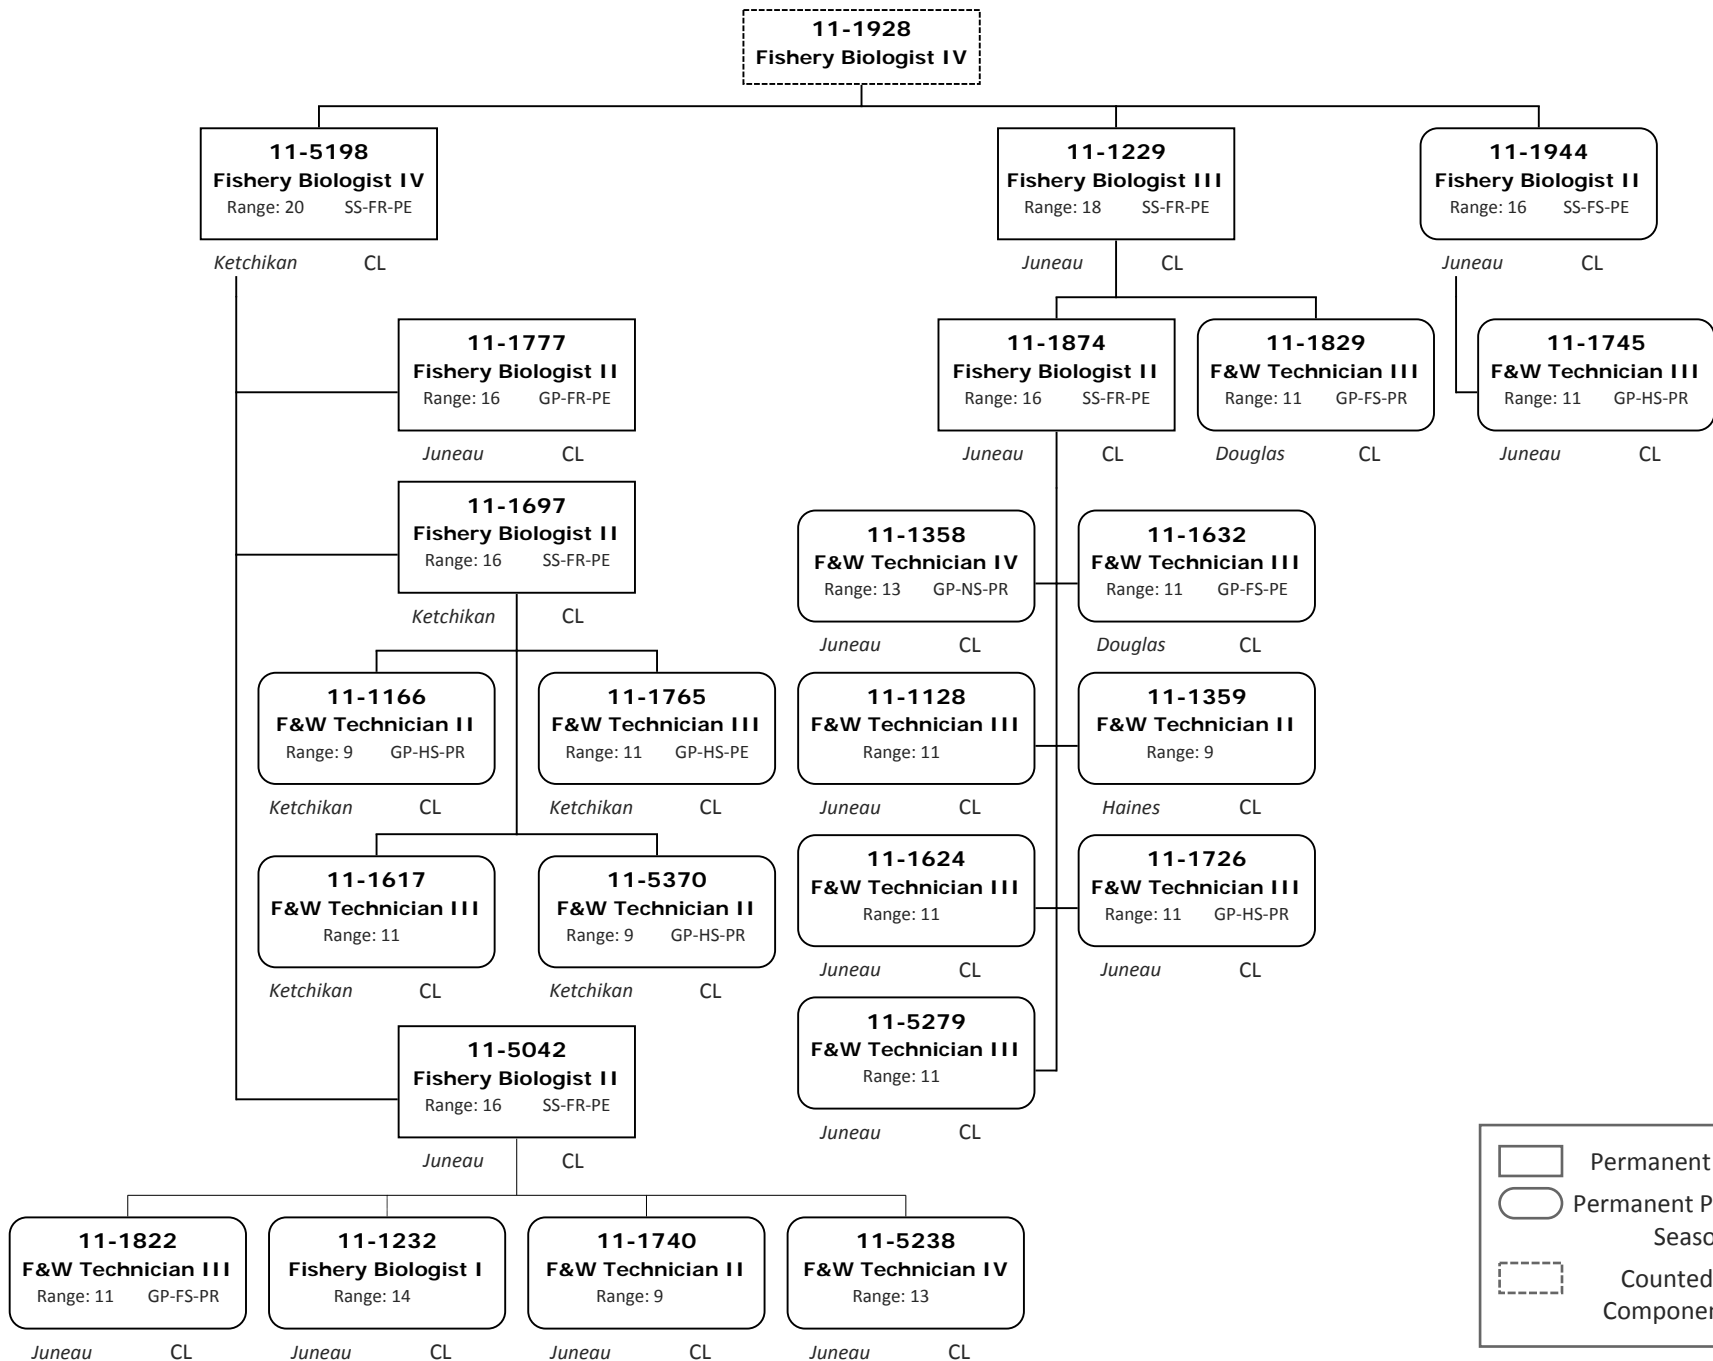 11-1928
Fishery Biologist IV
11-5198
Fishery Biologist IV
Range: 20 SS-FR-PE
Ketchikan CL
11-1229
Fishery Biologist III
Range: 18 SS-FR-PE
Juneau CL
11-1944
Fishery Biologist II
Range: 16 SS-FS-PE
Juneau CL
11-1777
Fishery Biologist II
Range: 16 GP-FR-PE
Juneau CL
11-1874
Fishery Biologist II
Range: 16 SS-FR-PE
Juneau CL
11-1829
F&W Technician III
Range: 11 GP-FS-PR
Douglas CL
11-1745
F&W Technician III
Range: 11 GP-HS-PR
Juneau CL
11-1697
Fishery Biologist II
Range: 16 SS-FR-PE
Ketchikan CL
11-1358
F&W Technician IV
Range: 13 GP-NS-PR
Juneau CL
11-1632
F&W Technician III
Range: 11 GP-FS-PE
Douglas CL
11-1166
F&W Technician II
Range: 9 GP-HS-PR
Ketchikan CL
11-1765
F&W Technician III
Range: 11 GP-HS-PE
Ketchikan CL
11-1128
F&W Technician III
Range: 11
Juneau CL
11-1359
F&W Technician II
Range: 9
Haines CL
11-1617
F&W Technician III
Range: 11
Ketchikan CL
11-5370
F&W Technician II
Range: 9 GP-HS-PR
Ketchikan CL
11-1624
F&W Technician III
Range: 11
Juneau CL
11-1726
F&W Technician III
Range: 11 GP-HS-PR
Juneau CL
11-5042
Fishery Biologist II
Range: 16 SS-FR-PE
Juneau CL
11-5279
F&W Technician III
Range: 11
Juneau CL
11-1822
F&W Technician III
Range: 11 GP-FS-PR
Juneau CL
11-1232
Fishery Biologist I
Range: 14
Juneau CL
11-1740
F&W Technician II
Range: 9
Juneau CL
11-5238
F&W Technician IV
Range: 13
Juneau CL
Permanent
Permanent P
Seaso
Counted
Componen